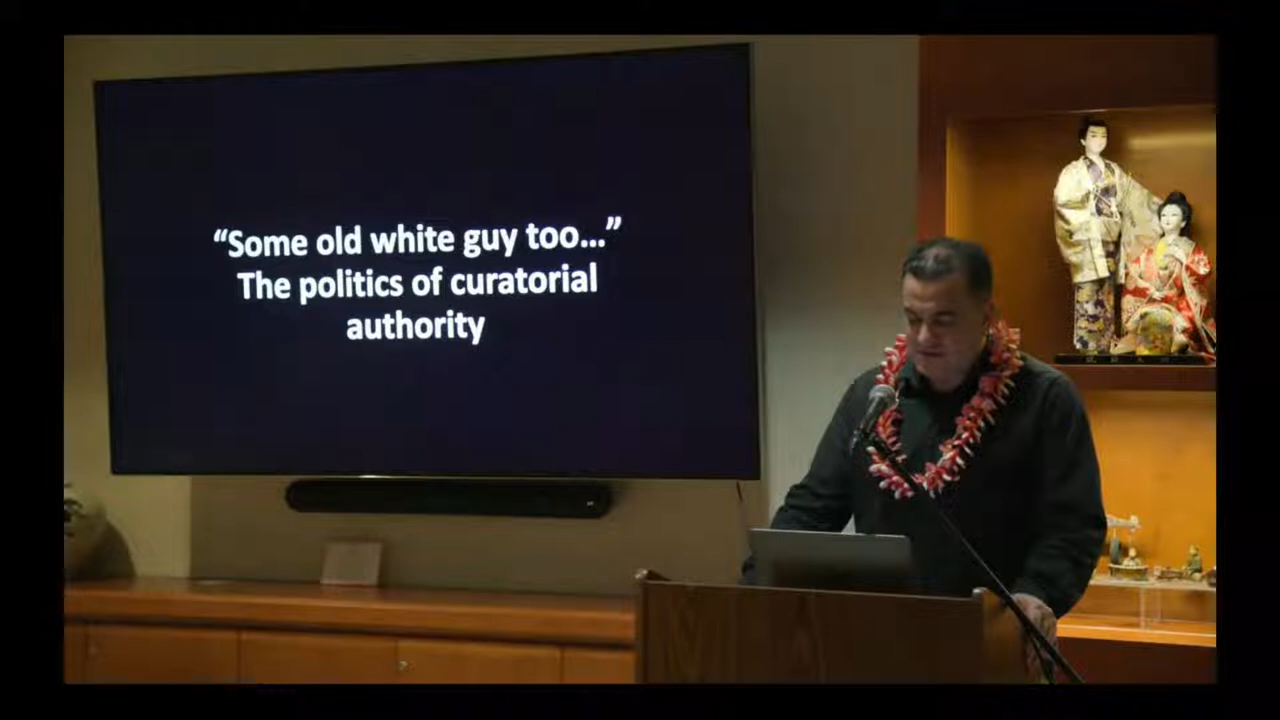 “Some old white guy too...”
The politics of curatorial
authority